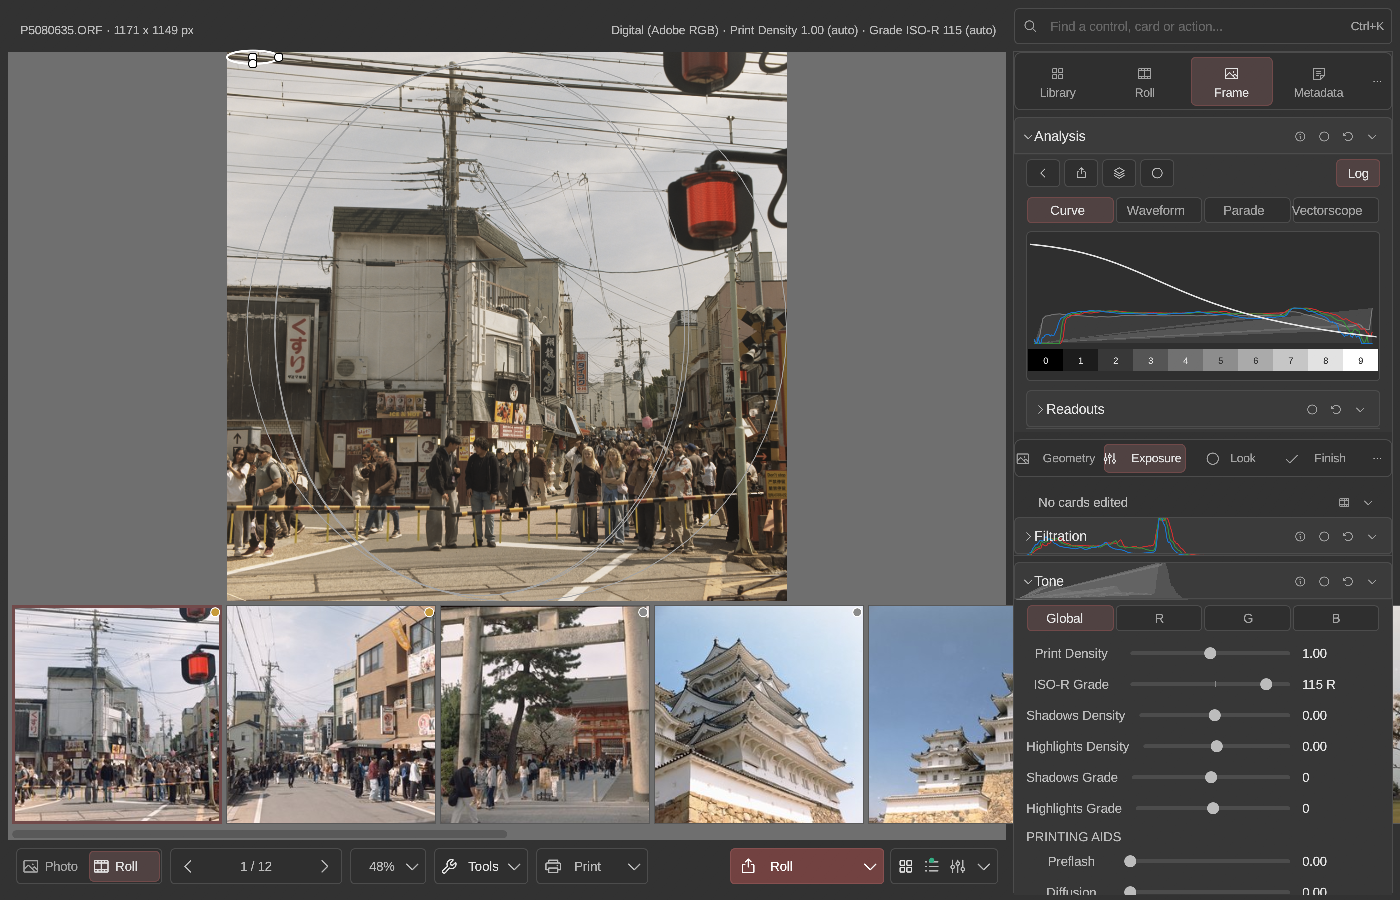 P5080635.ORF · 1171 x 1149 px
Digital (Adobe RGB) · Print Density 1.00 (auto) · Grade ISO-R 115 (auto)
Find a control, card or action...
Ctrl+K
Library
Roll
Frame
Metadata
...
Analysis
Log
Curve
Waveform
Parade
Vectorscope
0 1 2 3 4 5 6 7 8 9
Readouts
Geometry
Exposure
Look
Finish
...
No cards edited
Filtration
Tone
Global
R
G
B
Print Density 1.00
ISO-R Grade 115 R
Shadows Density 0.00
Highlights Density 0.00
Shadows Grade 0
Highlights Grade 0
PRINTING AIDS
Preflash 0.00
Diffusion 0.00
くすり
Photo
Roll
1 / 12
48%
Tools
Print
Roll